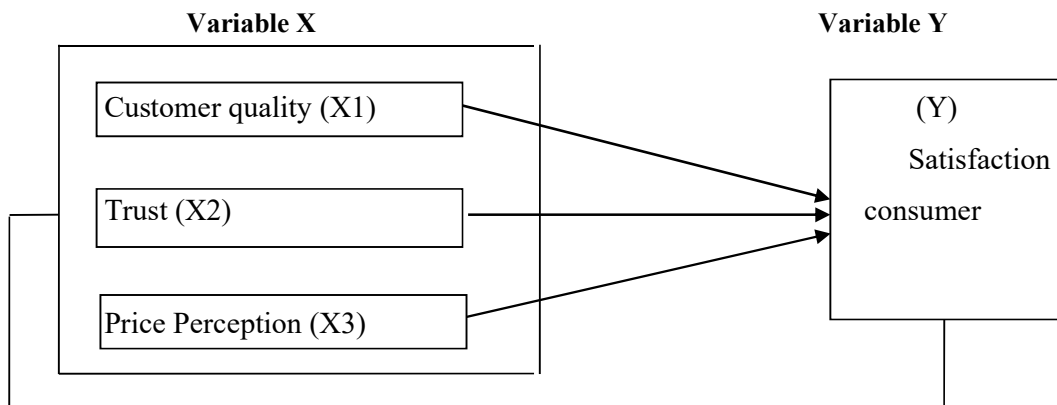 Variable X
Variable Y
Customer quality (X1)
Trust (X2)
Price Perception (X3)
(Y)
Satisfaction
consumer